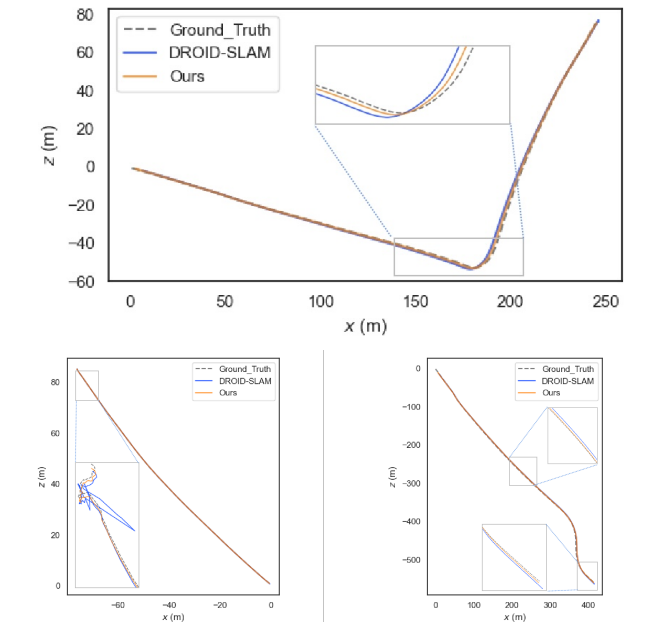 80
60
40
20
0
−20
−40
−60
z (m)
Ground_Truth
DROID-SLAM
Ours
0
50
100
150
200
250
x (m)
80
60
40
20
0
z (m)
Ground_Truth
DROID-SLAM
Ours
−60
−40
−20
0
x (m)
0
−100
−200
−300
−400
−500
z (m)
Ground_Truth
DROID-SLAM
Ours
0
100
200
300
400
x (m)